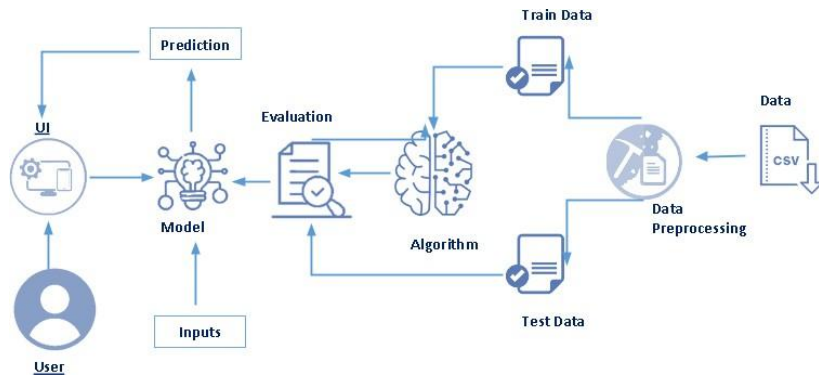 Train Data
Prediction
Data
Evaluation
UI
CSV
Model
Algorithm
Data
Preprocessing
Test Data
Inputs
User